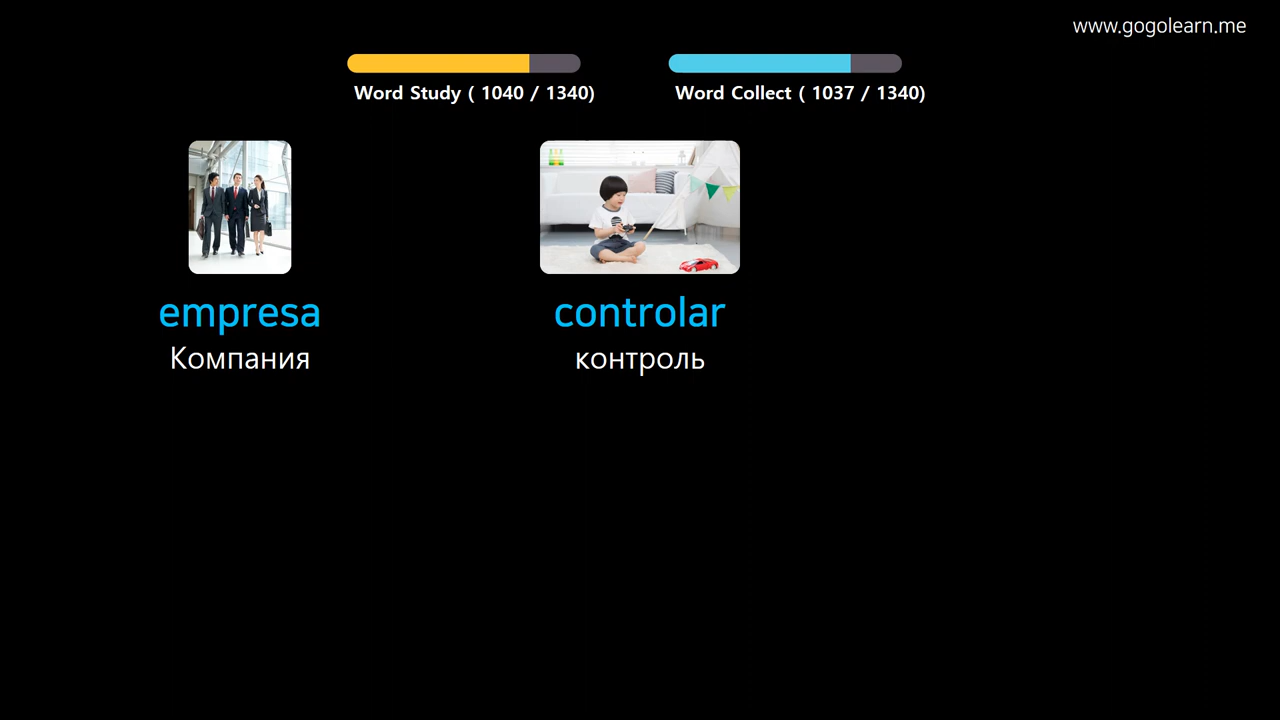 www.gogolearn.me
Word Study ( 1040 / 1340)
Word Collect ( 1037 / 1340)
empresa
Компания
controlar
контроль